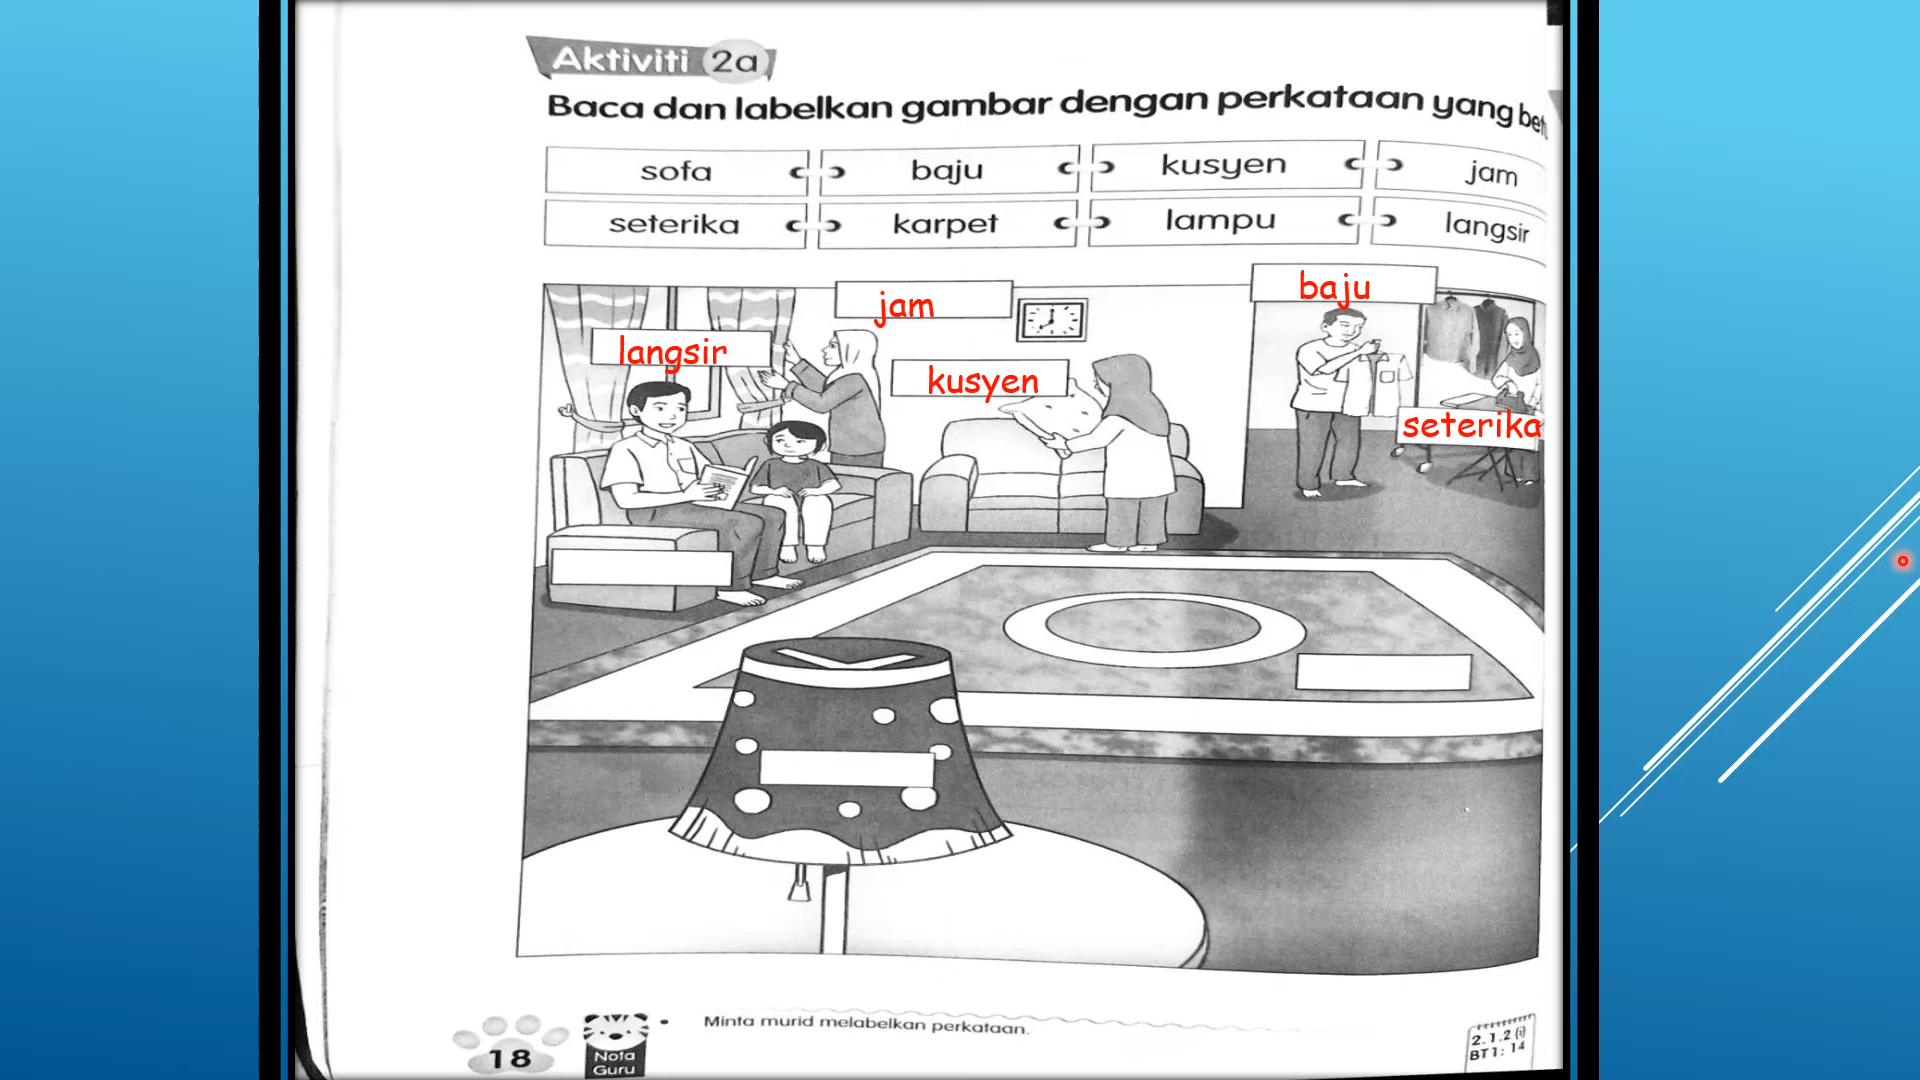 Aktiviti 2a
Baca dan labelkan gambar dengan perkataan yang
sofa baju kusyen jam
seterika karpet lampu langsir
baju
jam
langsir
kusyen
seterika
Minta murid melabelkan perkataan.
18
Nota
Guru
2.1.2 (i)
BT1: 14